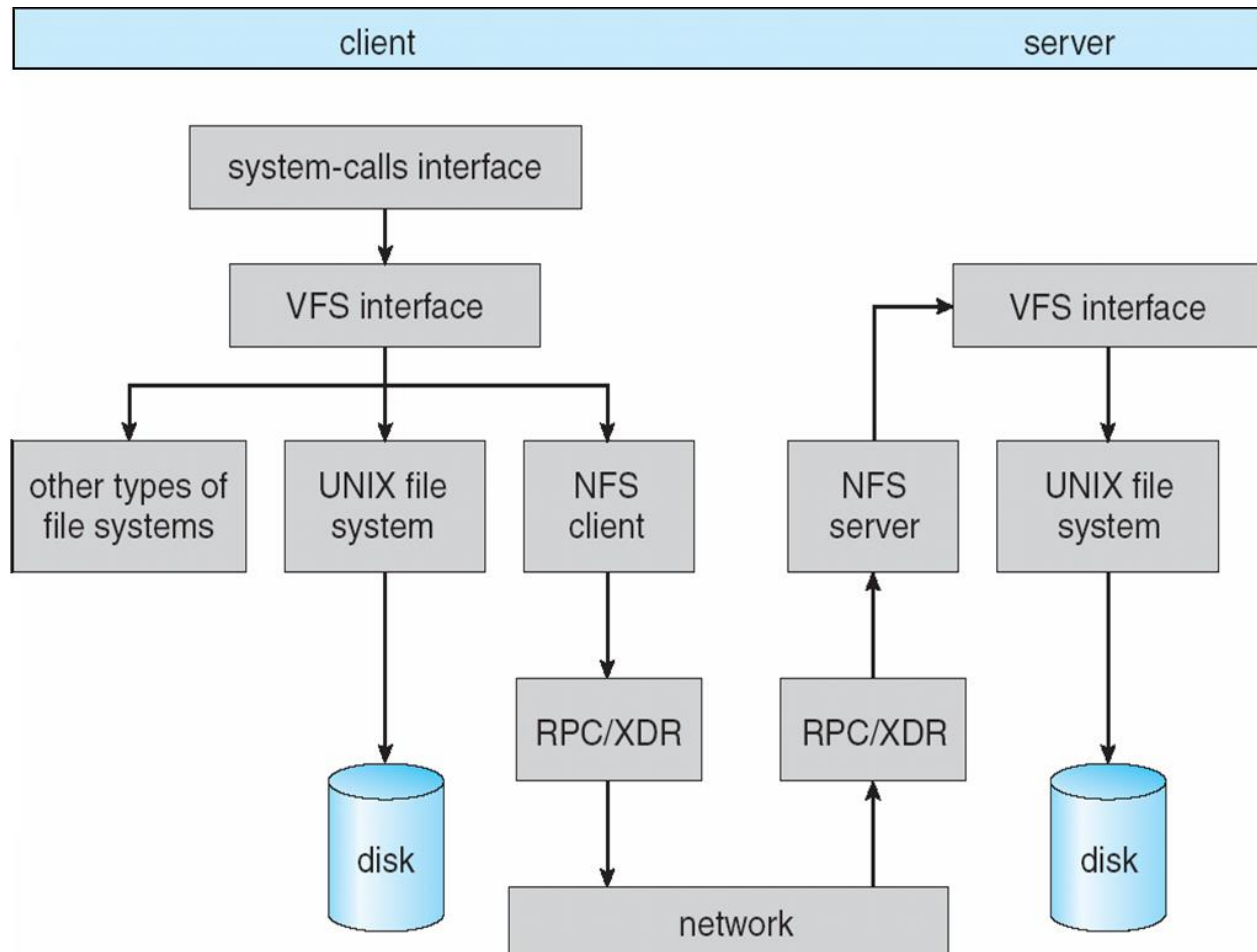 client
server
system-calls interface
VFS interface
VFS interface
other types of
file systems
UNIX file
system
NFS
client
NFS
server
UNIX file
system
RPC/XDR
RPC/XDR
disk
disk
network